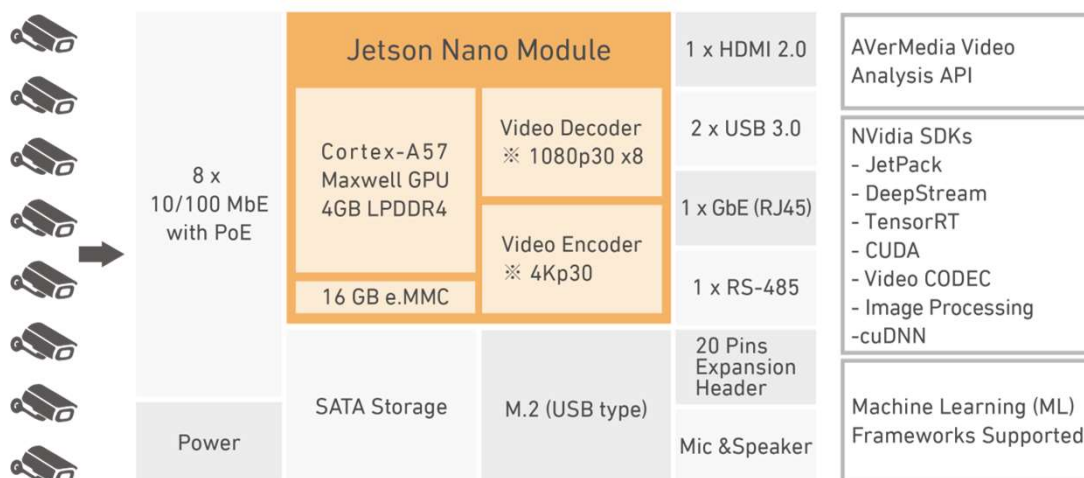 8 x
10/100 MbE
with PoE
Power
Jetson Nano Module
Cortex-A57
Maxwell GPU
4GB LPDDR4
16 GB e.MMC
Video Decoder
※ 1080p30 x8
Video Encoder
※ 4Kp30
SATA Storage
M.2 (USB type)
1 x HDMI 2.0
2 x USB 3.0
1 x GbE (RJ45)
1 x RS-485
20 Pins
Expansion
Header
Mic &Speaker
AVerMedia Video
Analysis API
NVidia SDKs
- JetPack
- DeepStream
- TensorRT
- CUDA
- Video CODEC
- Image Processing
-cuDNN
Machine Learning (ML)
Frameworks Supported